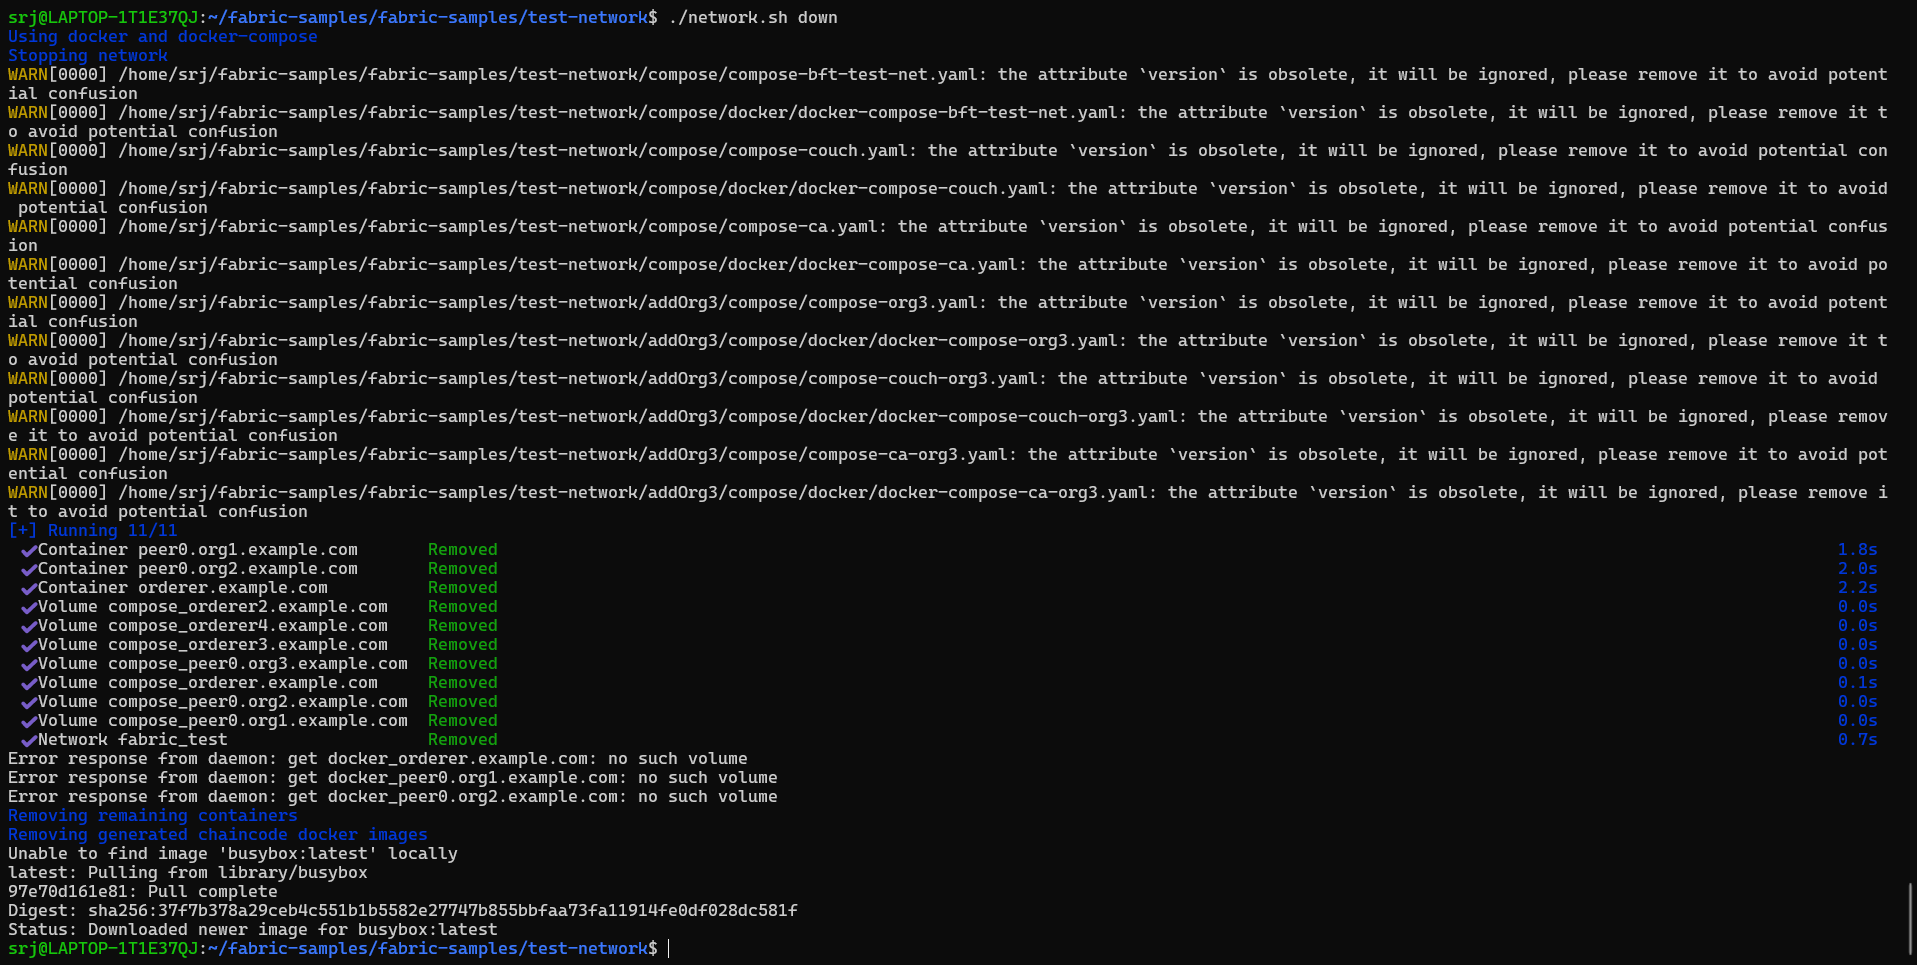 srj@LAPTOP-1T1E37QJ:~/fabric-samples/fabric-samples/test-network$ ./network.sh down
Using docker and docker-compose
Stopping network
WARN[0000] /home/srj/fabric-samples/fabric-samples/test-network/compose/compose-bft-test-net.yaml: the attribute `version` is obsolete, it will be ignored, please remove it to avoid potent
ial confusion
WARN[0000] /home/srj/fabric-samples/fabric-samples/test-network/compose/docker/docker-compose-bft-test-net.yaml: the attribute `version` is obsolete, it will be ignored, please remove it t
o avoid potential confusion
WARN[0000] /home/srj/fabric-samples/fabric-samples/test-network/compose/compose-couch.yaml: the attribute `version` is obsolete, it will be ignored, please remove it to avoid potential con
fusion
WARN[0000] /home/srj/fabric-samples/fabric-samples/test-network/compose/docker/docker-compose-couch.yaml: the attribute `version` is obsolete, it will be ignored, please remove it to avoid
 potential confusion
WARN[0000] /home/srj/fabric-samples/fabric-samples/test-network/compose/compose-ca.yaml: the attribute `version` is obsolete, it will be ignored, please remove it to avoid potential confus
ion
WARN[0000] /home/srj/fabric-samples/fabric-samples/test-network/compose/docker/docker-compose-ca.yaml: the attribute `version` is obsolete, it will be ignored, please remove it to avoid po
tential confusion
WARN[0000] /home/srj/fabric-samples/fabric-samples/test-network/addOrg3/compose/compose-org3.yaml: the attribute `version` is obsolete, it will be ignored, please remove it to avoid potent
ial confusion
WARN[0000] /home/srj/fabric-samples/fabric-samples/test-network/addOrg3/compose/docker/docker-compose-org3.yaml: the attribute `version` is obsolete, it will be ignored, please remove it t
o avoid potential confusion
WARN[0000] /home/srj/fabric-samples/fabric-samples/test-network/addOrg3/compose/compose-couch-org3.yaml: the attribute `version` is obsolete, it will be ignored, please remove it to avoid
potential confusion
WARN[0000] /home/srj/fabric-samples/fabric-samples/test-network/addOrg3/compose/docker/docker-compose-couch-org3.yaml: the attribute `version` is obsolete, it will be ignored, please remov
e it to avoid potential confusion
WARN[0000] /home/srj/fabric-samples/fabric-samples/test-network/addOrg3/compose/compose-ca-org3.yaml: the attribute `version` is obsolete, it will be ignored, please remove it to avoid pot
ential confusion
WARN[0000] /home/srj/fabric-samples/fabric-samples/test-network/addOrg3/compose/docker/docker-compose-ca-org3.yaml: the attribute `version` is obsolete, it will be ignored, please remove i
t to avoid potential confusion
[+] Running 11/11
 ✔Container peer0.org1.example.com       Removed 1.8s
 ✔Container peer0.org2.example.com       Removed 2.0s
 ✔Container orderer.example.com          Removed 2.2s
 ✔Volume compose_orderer2.example.com    Removed 0.0s
 ✔Volume compose_orderer4.example.com    Removed 0.0s
 ✔Volume compose_orderer3.example.com    Removed 0.0s
 ✔Volume compose_peer0.org3.example.com  Removed 0.0s
 ✔Volume compose_orderer.example.com     Removed 0.1s
 ✔Volume compose_peer0.org2.example.com  Removed 0.0s
 ✔Volume compose_peer0.org1.example.com  Removed 0.0s
 ✔Network fabric_test                    Removed 0.7s
Error response from daemon: get docker_orderer.example.com: no such volume
Error response from daemon: get docker_peer0.org1.example.com: no such volume
Error response from daemon: get docker_peer0.org2.example.com: no such volume
Removing remaining containers
Removing generated chaincode docker images
Unable to find image 'busybox:latest' locally
latest: Pulling from library/busybox
97e70d161e81: Pull complete
Digest: sha256:37f7b378a29ceb4c551b1b5582e27747b855bbfaa73fa11914fe0df028dc581f
Status: Downloaded newer image for busybox:latest
srj@LAPTOP-1T1E37QJ:~/fabric-samples/fabric-samples/test-network$